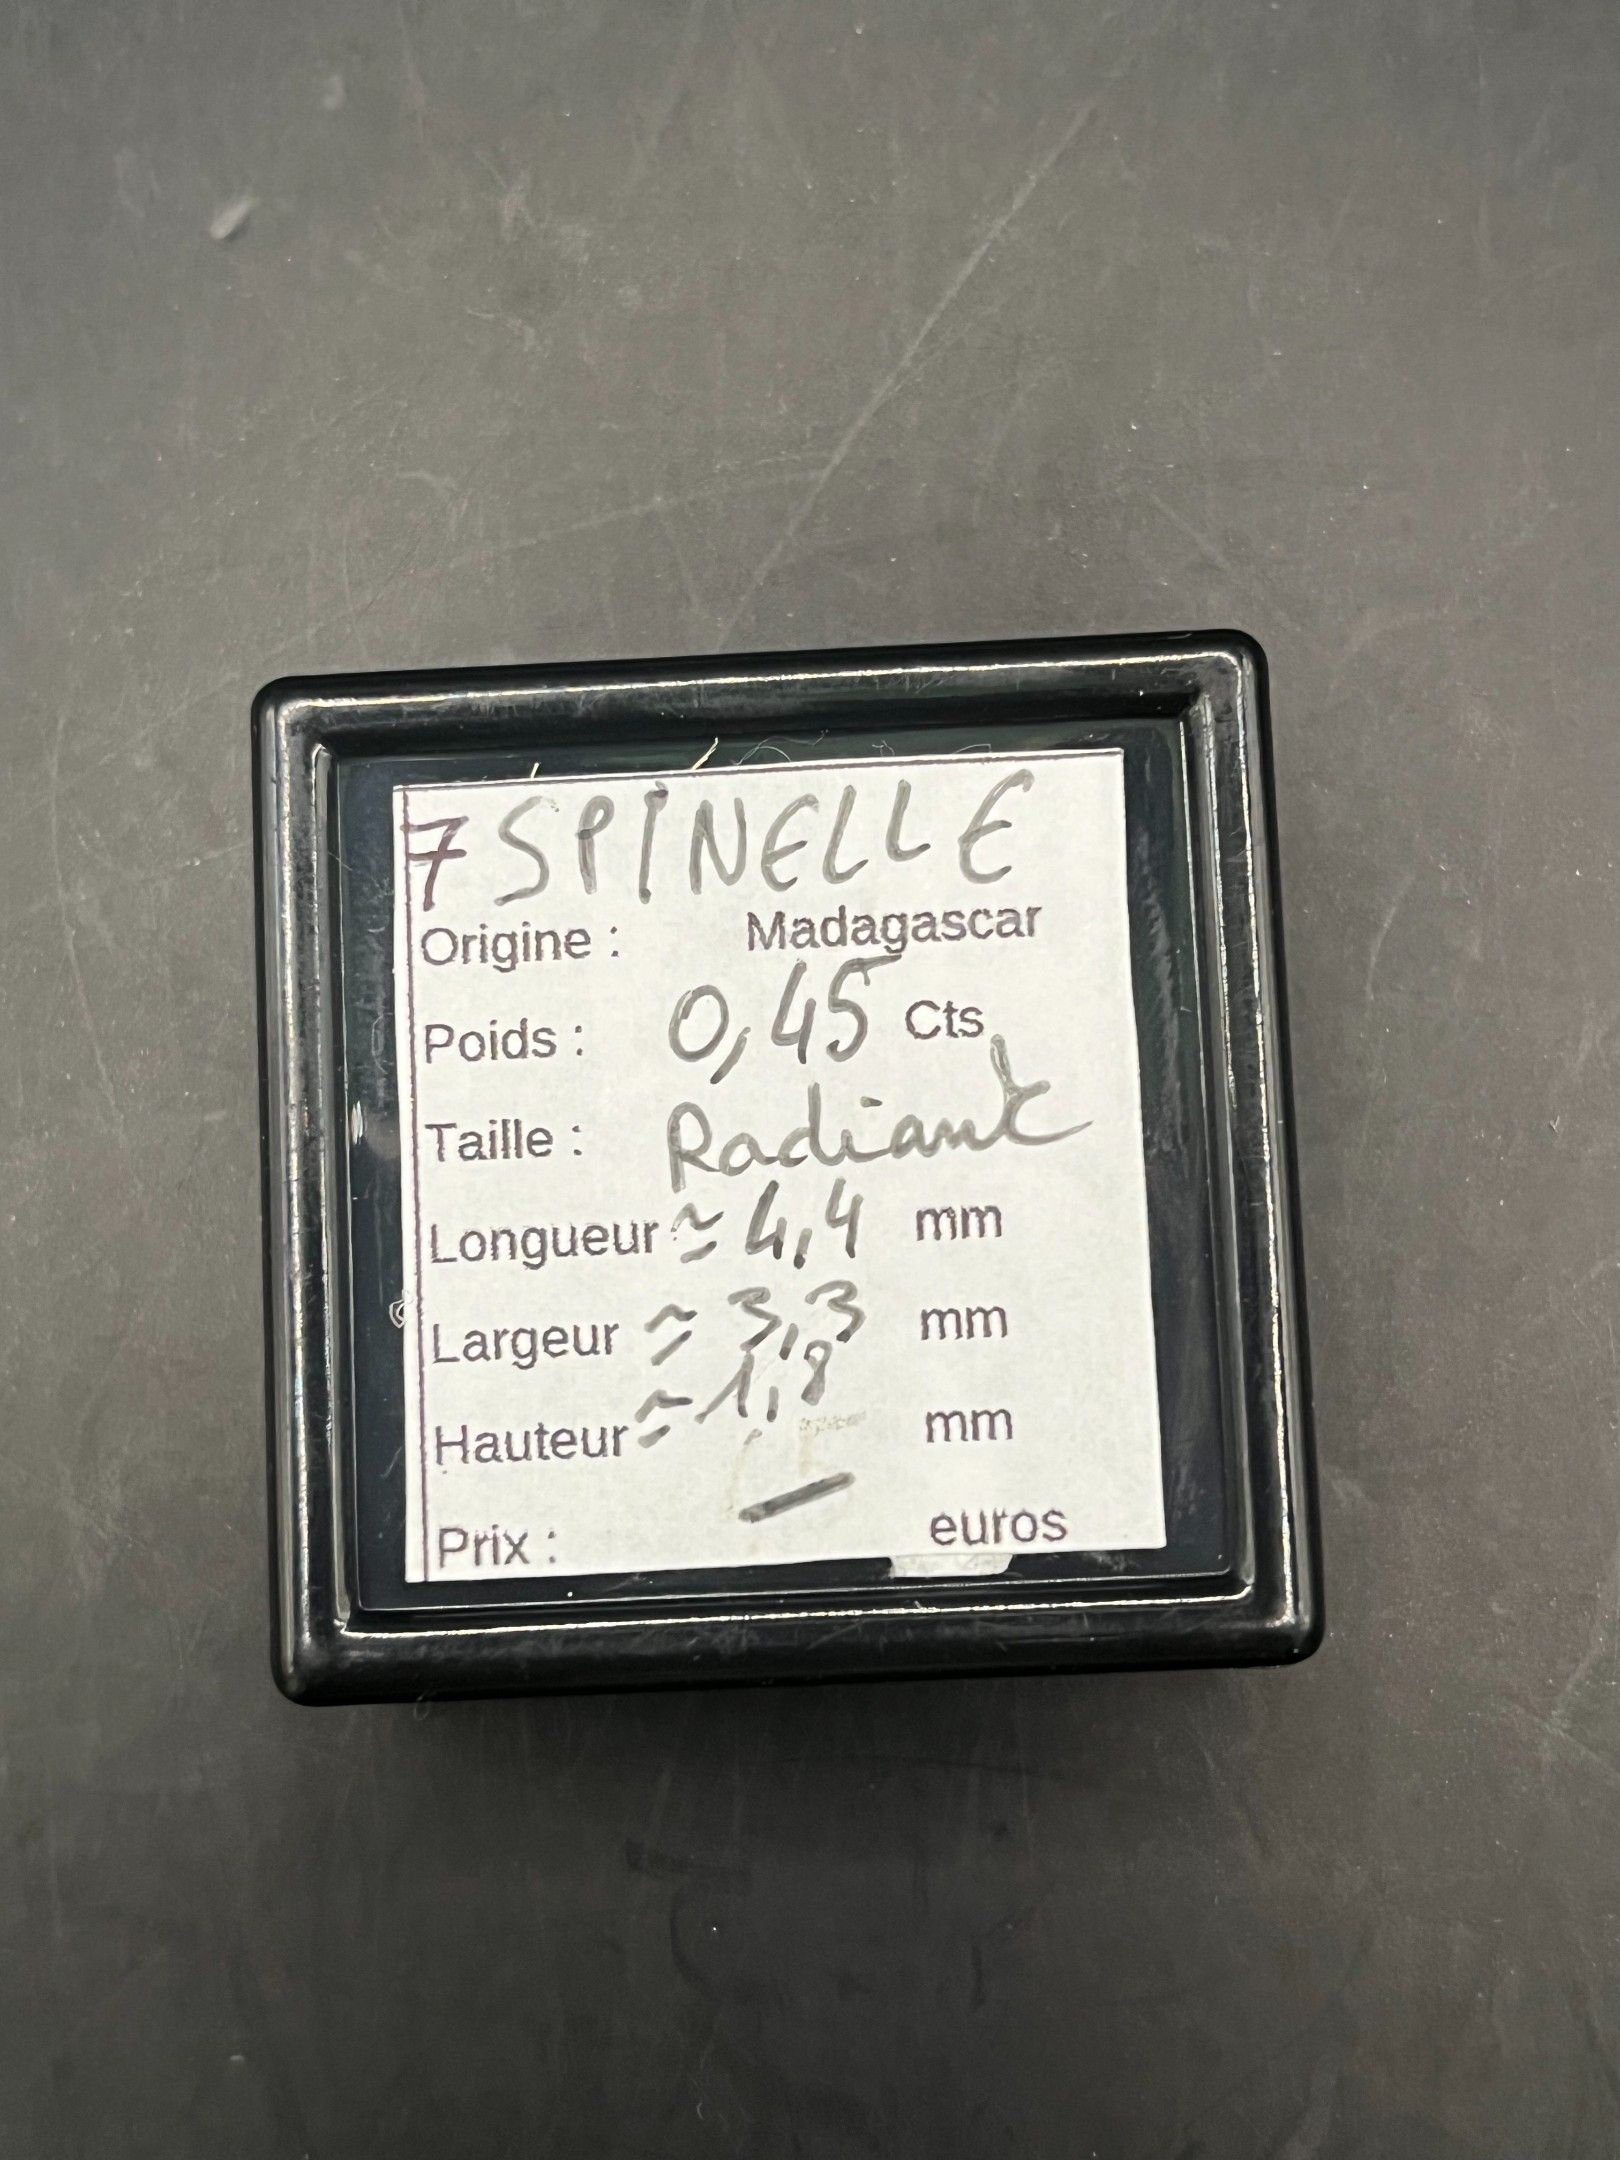 7 SPINELLE
Origine : Madagascar
Poids : 0,45 Cts
Taille : Radiant
Longueur ≃ 4,4 mm
Largeur ≃ 3,3 mm
Hauteur ≃ 1,8 mm
Prix : — euros